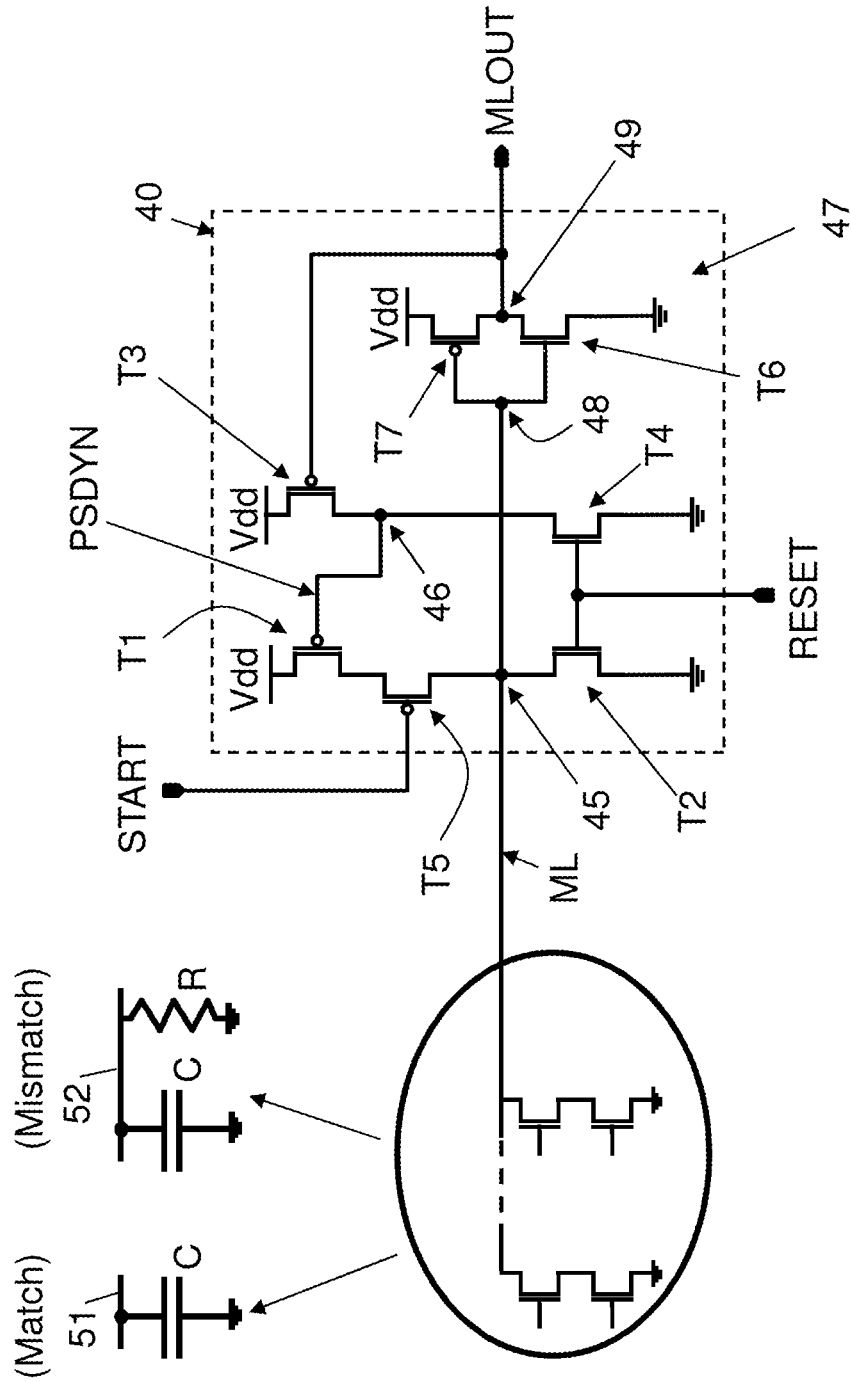 (Match)
51
C
(Mismatch)
52
C
R
START
T1
PSDYN
T3
40
Vdd
Vdd
Vdd
T7
MLOUT
T5
46
48
49
ML
45
T2
T4
T6
47
RESET